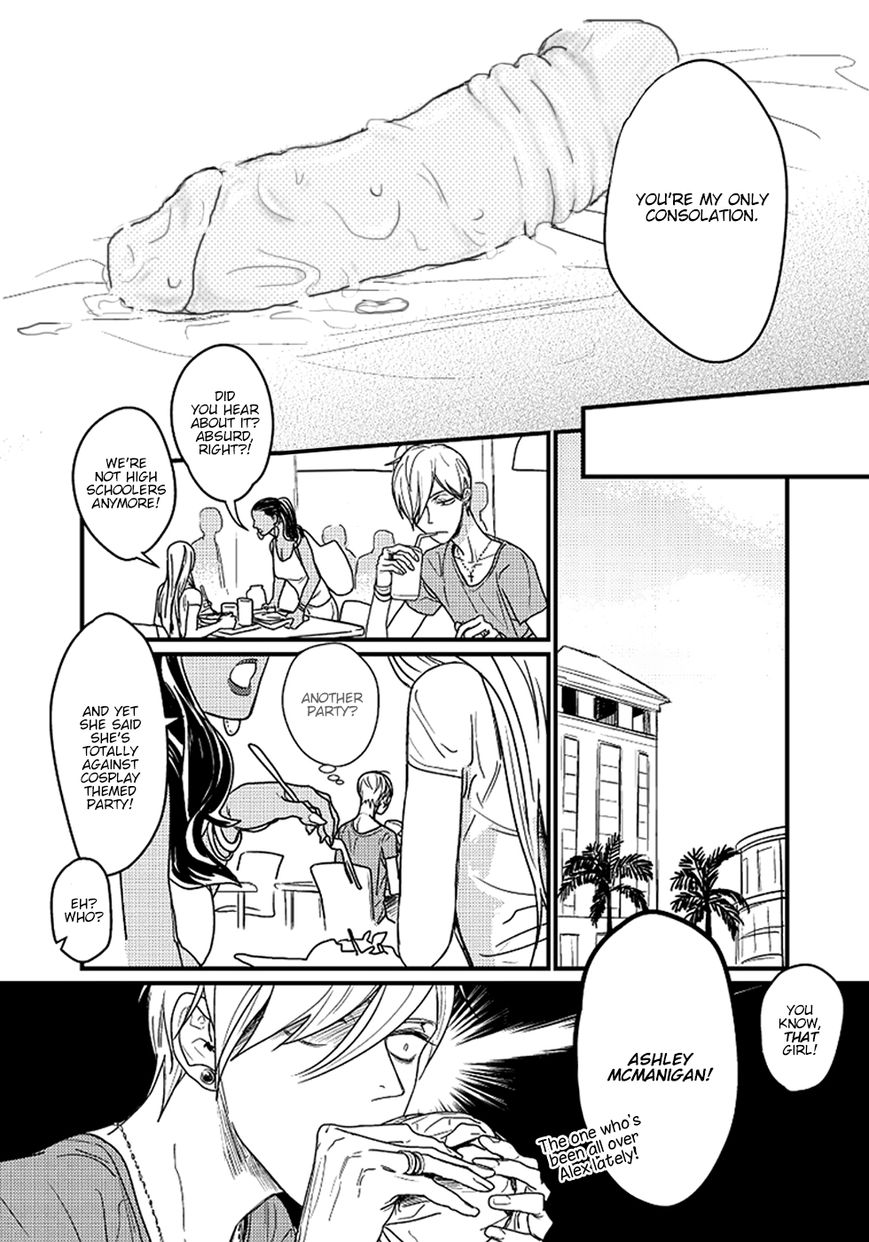 YOU'RE MY ONLY
CONSOLATION.
DID
YOU HEAR
ABOUT IT?
ABSURD,
RIGHT?!
WE'RE
NOT HIGH
SCHOOLERS
ANYMORE!
ANOTHER
PARTY?
AND YET
SHE SAID
SHE'S
TOTALLY
AGAINST
COSPLAY
THEMED
PARTY!
EH?
WHO?
YOU
KNOW,
THAT
GIRL!
ASHLEY
MCMANIGAN!
The one who's
been all over
Alex lately!